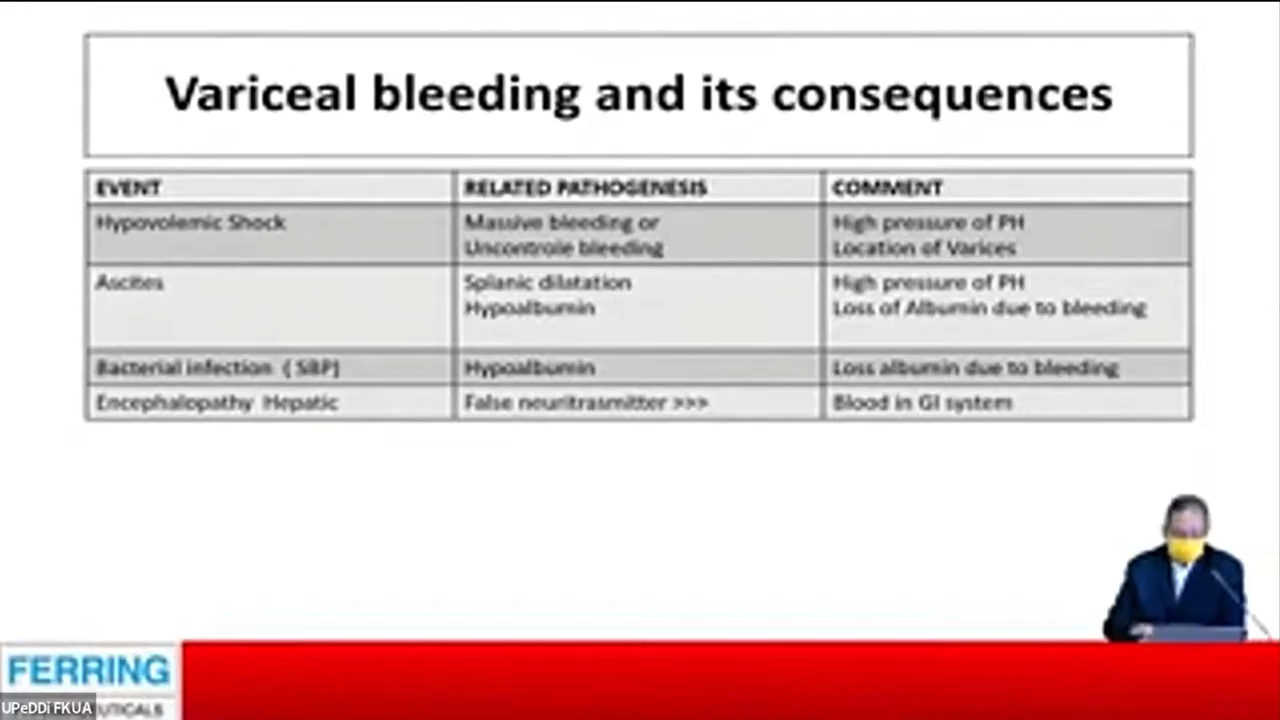 Variceal bleeding and its consequences
EVENT
RELATED PATHOGENESIS
COMMENT
Hypovolemic Shock
Massive bleeding or
Uncontrole bleeding
High pressure of PH
Location of Varices
Ascites
Splanic dilatation
Hypoalbumin
High pressure of PH
Loss of Albumin due to bleeding
Bacterial infection ( SBP)
Hypoalbumin
Loss albumin due to bleeding
Encephalopathy Hepatic
False neuritrasmitter >>>
Blood in GI system
FERRING
UPeDDi FKUA
UTICALS